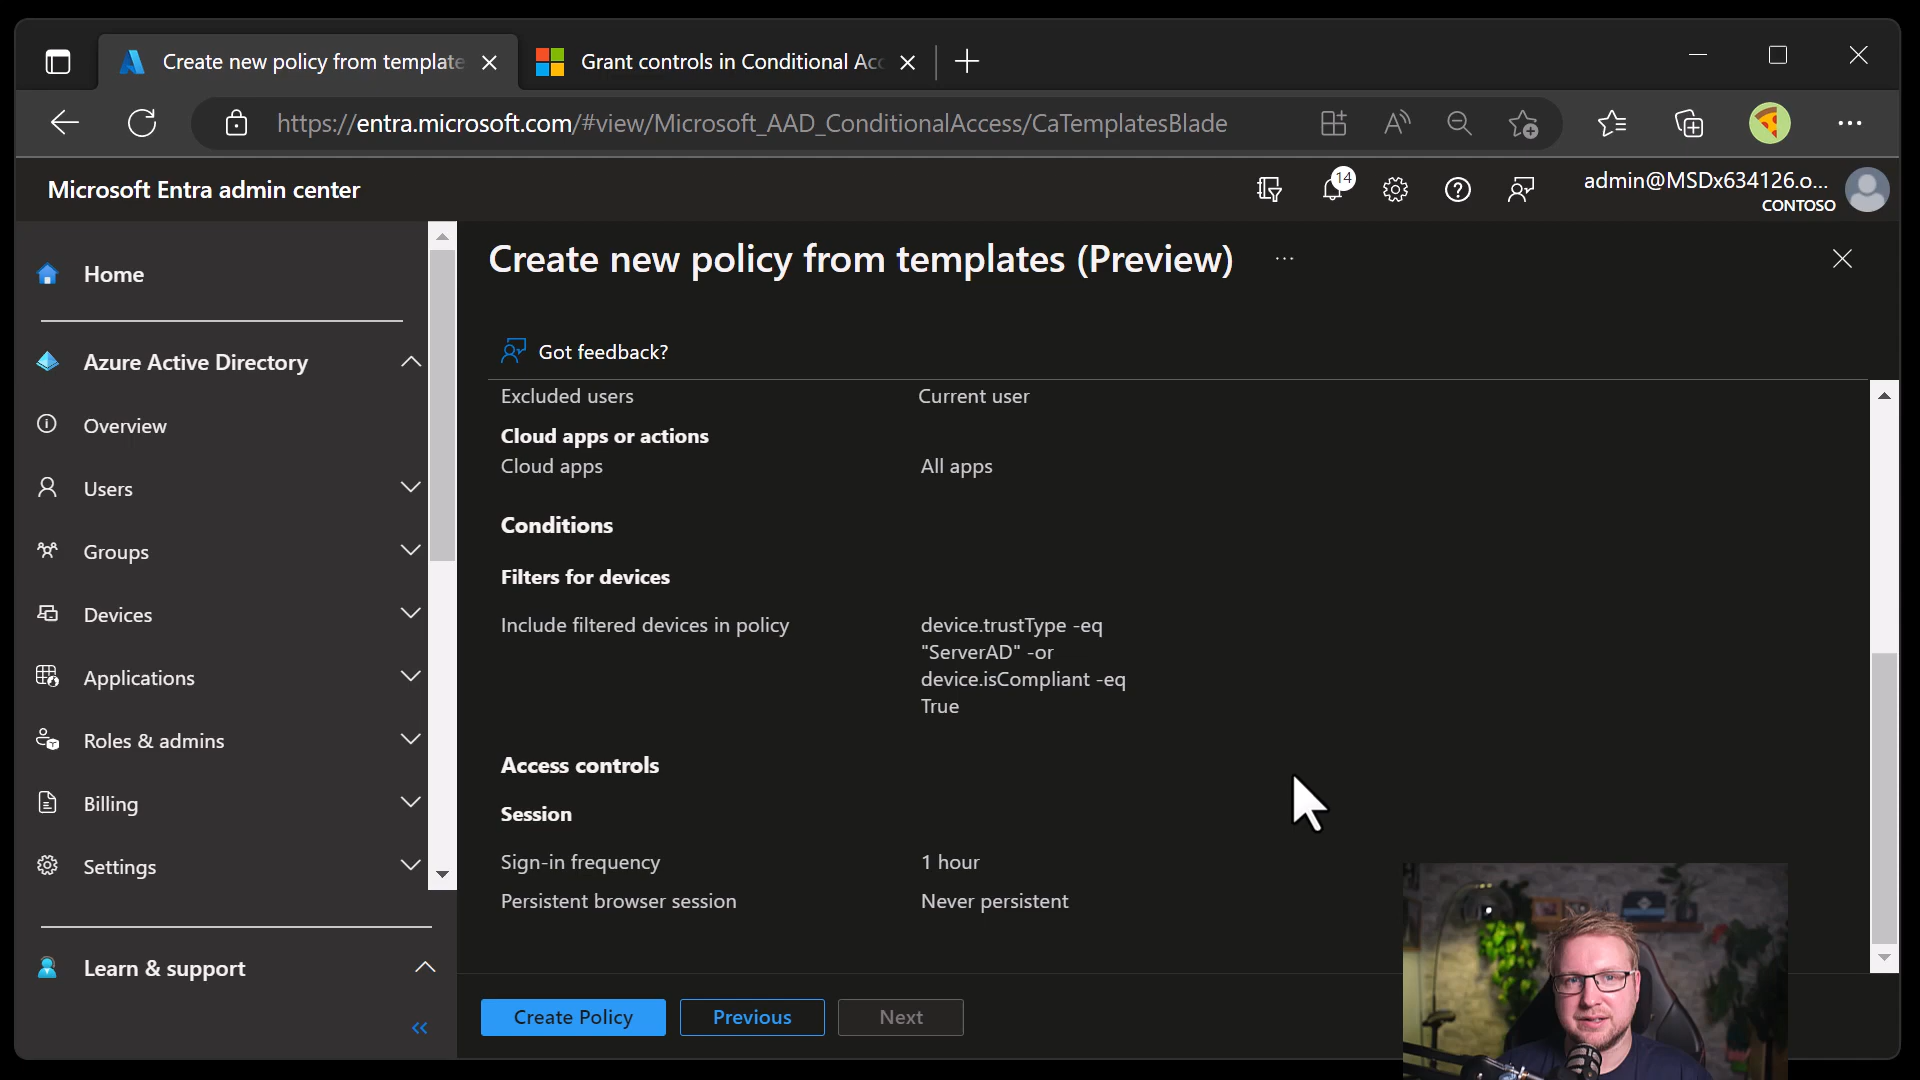 Create new policy from template
Grant controls in Conditional Acc
https://entra.microsoft.com/#view/Microsoft_AAD_ConditionalAccess/CaTemplatesBlade
Microsoft Entra admin center
14
admin@MSDx634126.o...
CONTOSO
Home
Azure Active Directory
Overview
Users
Groups
Devices
Applications
Roles & admins
Billing
Settings
Learn & support
Create new policy from templates (Preview)
Got feedback?
Excluded users Current user
Cloud apps or actions
Cloud apps All apps
Conditions
Filters for devices
Include filtered devices in policy device.trustType -eq
"ServerAD" -or
device.isCompliant -eq
True
Access controls
Session
Sign-in frequency 1 hour
Persistent browser session Never persistent
Create Policy
Previous
Next